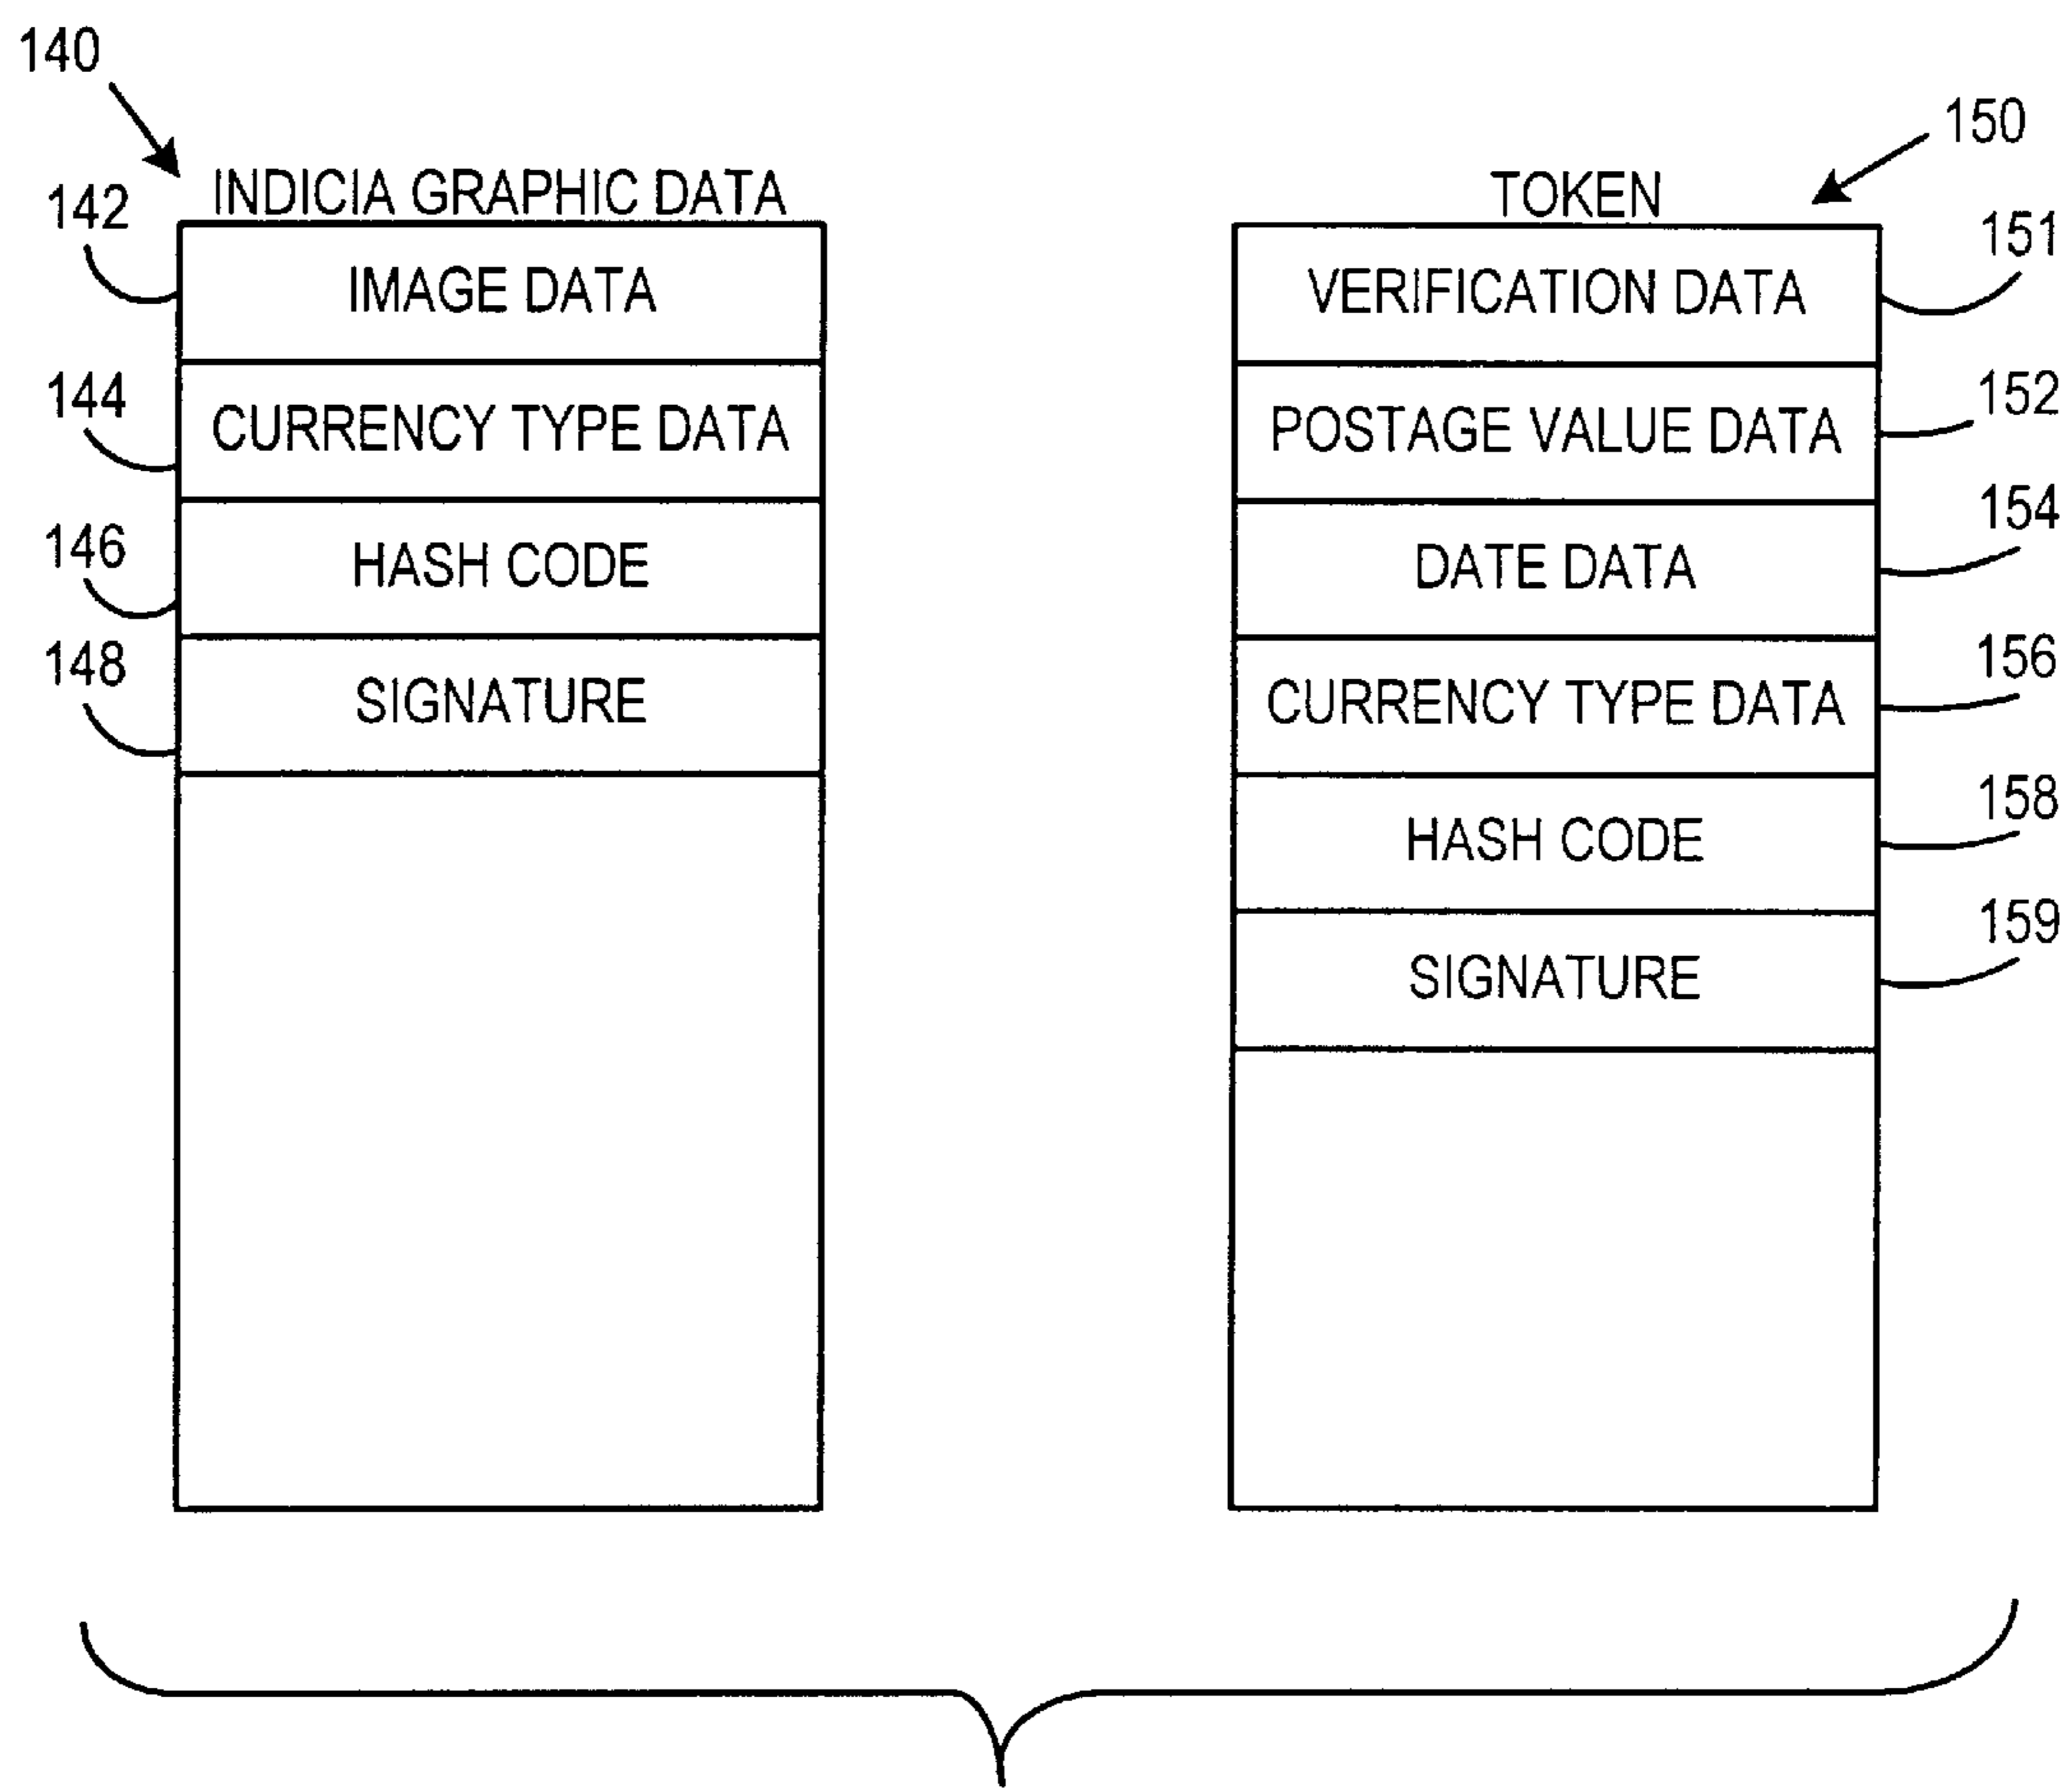 140
INDICIA GRAPHIC DATA
142
IMAGE DATA
144
CURRENCY TYPE DATA
146
HASH CODE
148
SIGNATURE
150
TOKEN
151
VERIFICATION DATA
152
POSTAGE VALUE DATA
154
DATE DATA
156
CURRENCY TYPE DATA
158
HASH CODE
159
SIGNATURE